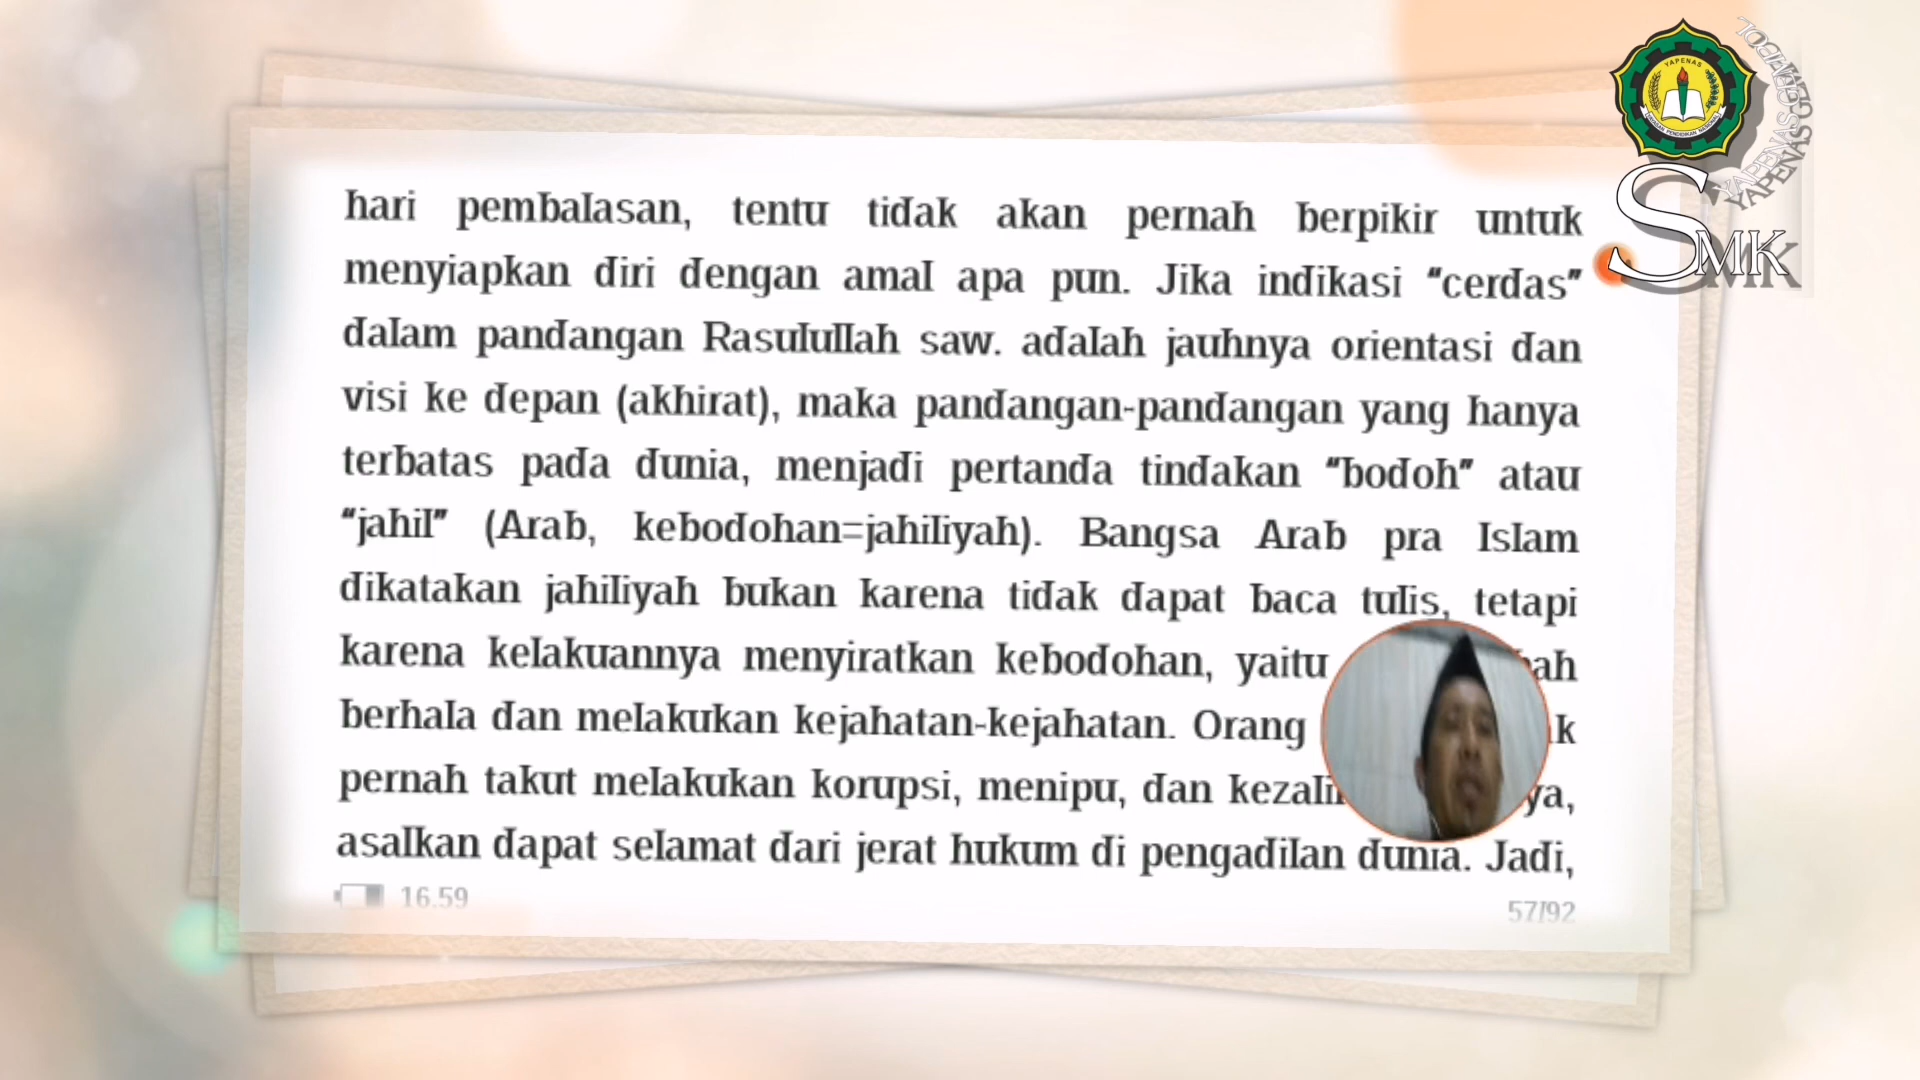 hari pembalasan, tentu tidak akan pernah berpikir untuk
menyiapkan diri dengan amal apa pun. Jika indikasi “cerdas”
dalam pandangan Rasulullah saw. adalah jauhnya orientasi dan
visi ke depan (akhirat), maka pandangan-pandangan yang hanya
terbatas pada dunia, menjadi pertanda tindakan “bodoh” atau
“jahil” (Arab, kebodohan=jahiliyah). Bangsa Arab pra Islam
dikatakan jahiliyah bukan karena tidak dapat baca tulis, tetapi
karena kelakuannya menyiratkan kebodohan, yaitu
berhala dan melakukan kejahatan-kejahatan. Orang
pernah takut melakukan korupsi, menipu, dan
asalkan dapat selamat dari jerat hukum di pengadilan dunia. Jadi,
16.59
57/92
YAPENAS
SMK